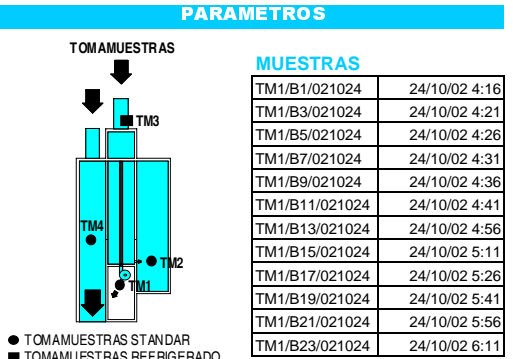 PARAMETROS
TOMAMUESTRAS
TM3
TM4
TM2
TM1
TOMAMUESTRAS STANDAR
TOMAMUESTRAS REFRIGERADO
MUESTRAS
TM1/B1/021024 24/10/02 4:16
TM1/B3/021024 24/10/02 4:21
TM1/B5/021024 24/10/02 4:26
TM1/B7/021024 24/10/02 4:31
TM1/B9/021024 24/10/02 4:36
TM1/B11/021024 24/10/02 4:41
TM1/B13/021024 24/10/02 4:56
TM1/B15/021024 24/10/02 5:11
TM1/B17/021024 24/10/02 5:26
TM1/B19/021024 24/10/02 5:41
TM1/B21/021024 24/10/02 5:56
TM1/B23/021024 24/10/02 6:11